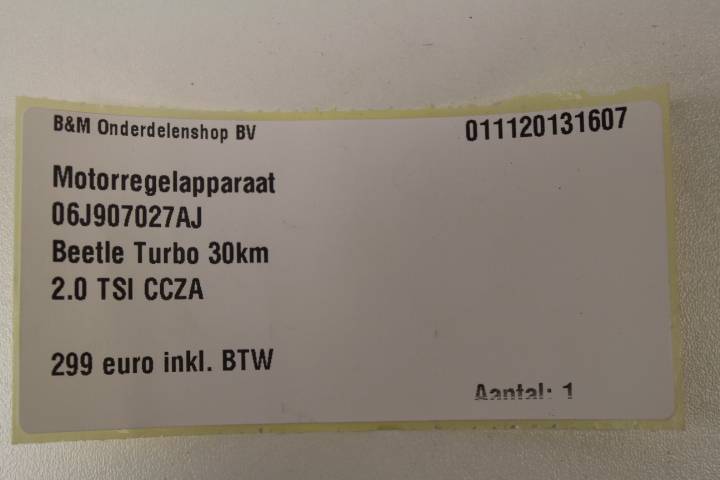 B&M Onderdelenshop BV
011120131607
Motorregelapparaat
06J907027AJ
Beetle Turbo 30km
2.0 TSI CCZA
299 euro inkl. BTW
Aantal: 1